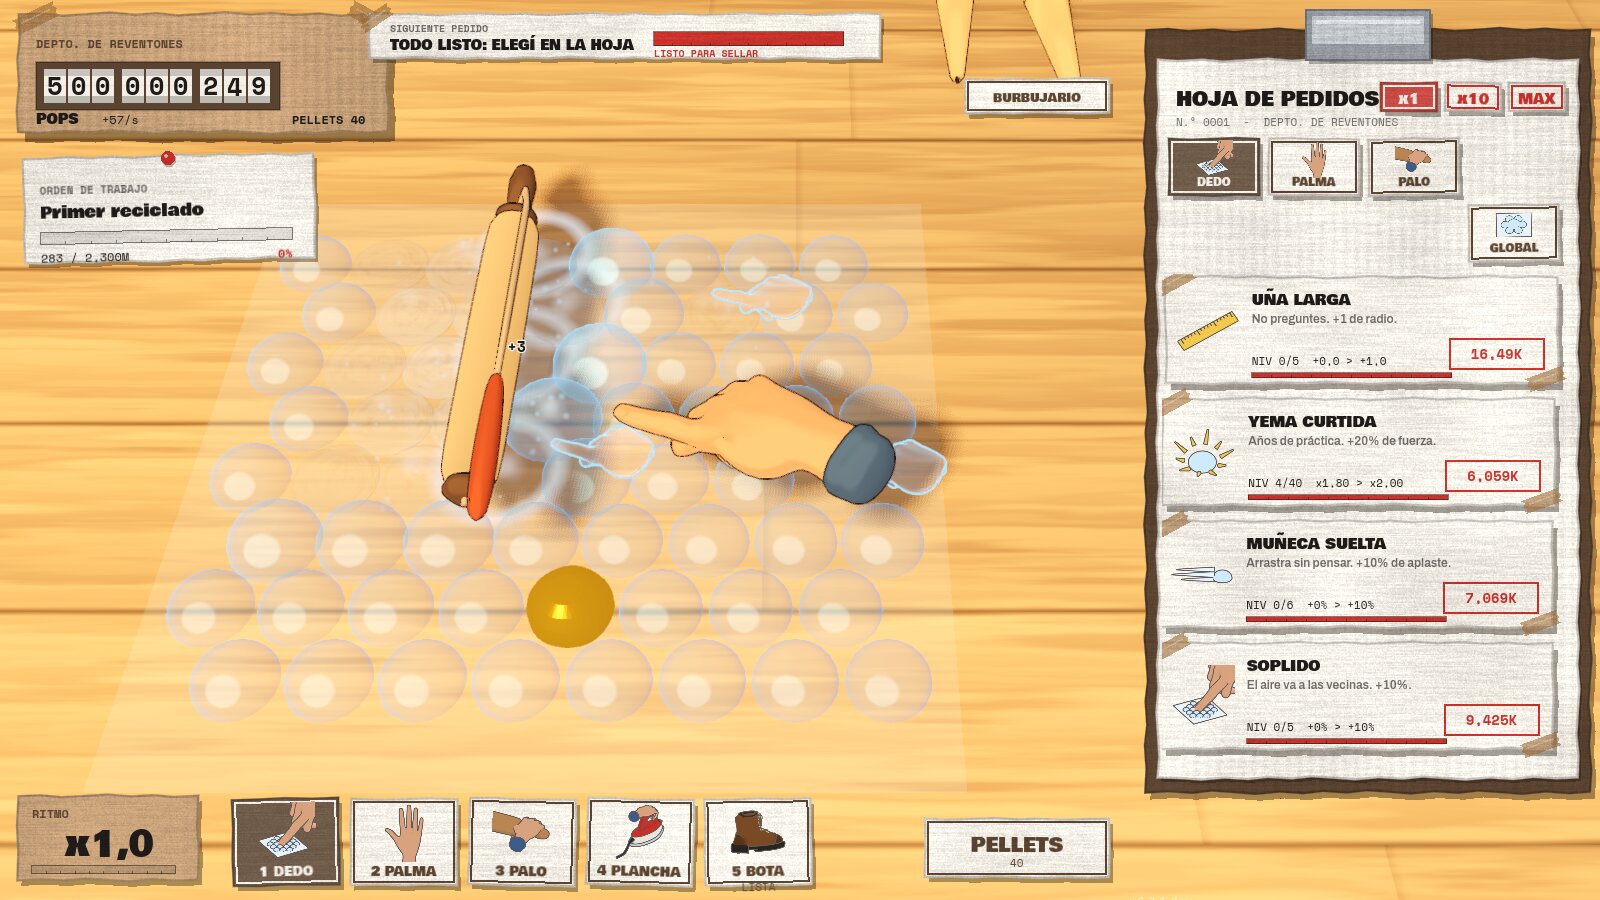 DEPTO. DE REVENTONES
500 000 249
POPS +57/s PELLETS 40
SIGUIENTE PEDIDO
TODO LISTO: ELEGÍ EN LA HOJA
LISTO PARA SELLAR
BURBUJARIO
ORDEN DE TRABAJO
Primer reciclado
283 / 2,300M 0%
+3
HOJA DE PEDIDOS x1 x10 MAX
N.° 0001 - DEPTO. DE REVENTONES
DEDO PALMA PALO
GLOBAL
UÑA LARGA
No preguntes. +1 de radio.
NIV 0/5 +0,0 > +1,0 16,49K
YEMA CURTIDA
Años de práctica. +20% de fuerza.
NIV 4/40 x1,80 > x2,00 6,059K
MUÑECA SUELTA
Arrastra sin pensar. +10% de aplaste.
NIV 0/6 +0% > +10% 7,069K
SOPLIDO
El aire va a las vecinas. +10%.
NIV 0/5 +0% > +10% 9,425K
RITMO
x1,0
1 DEDO 2 PALMA 3 PALO 4 PLANCHA 5 BOTA
LISTA
PELLETS
40